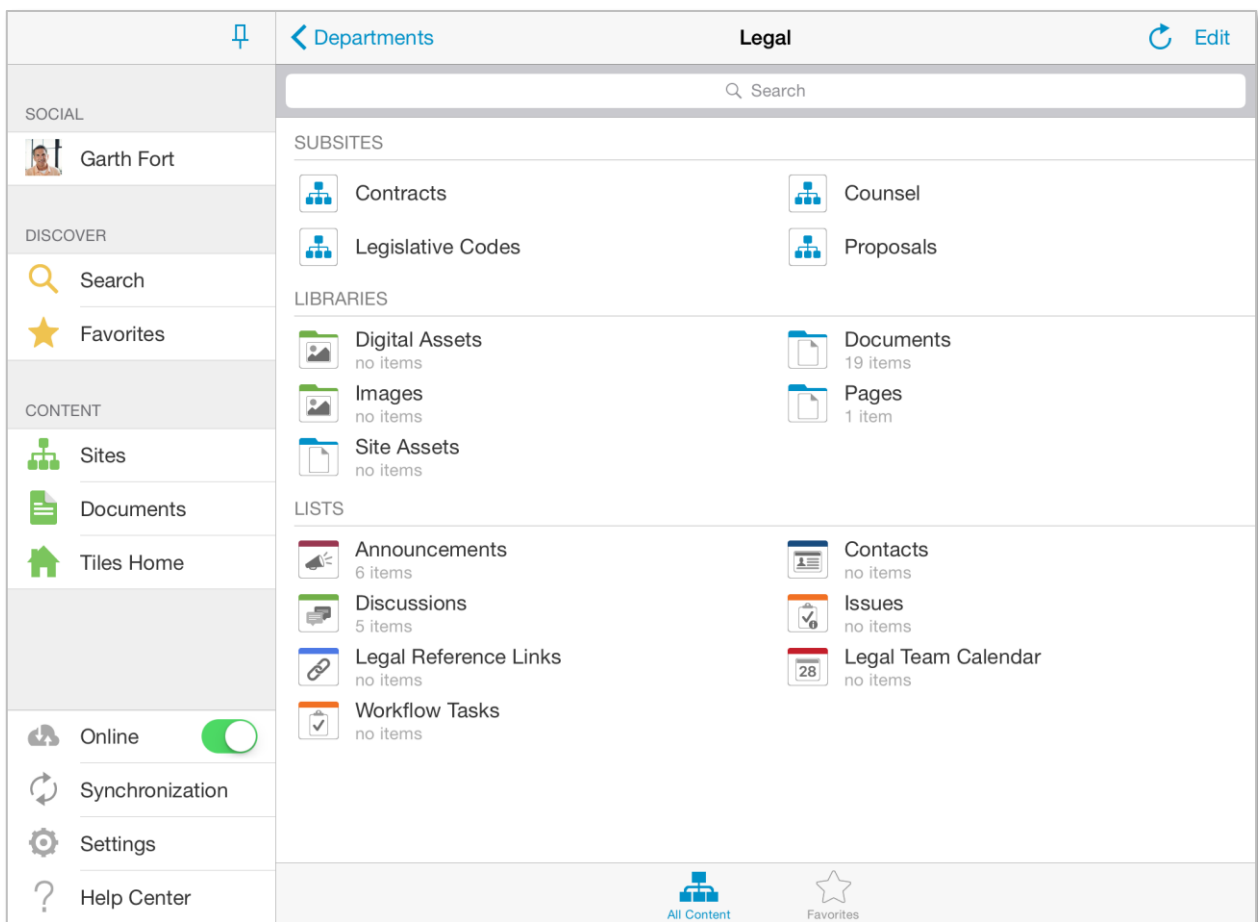 Departments
Legal
Edit
Search
SOCIAL
Garth Fort
DISCOVER
Search
Favorites
CONTENT
Sites
Documents
Tiles Home
Online
Synchronization
Settings
Help Center
SUBSITES
Contracts
Counsel
Legislative Codes
Proposals
LIBRARIES
Digital Assets
no items
Documents
19 items
Images
no items
Pages
1 item
Site Assets
no items
LISTS
Announcements
6 items
Contacts
no items
Discussions
5 items
Issues
no items
Legal Reference Links
no items
28
Legal Team Calendar
no items
Workflow Tasks
no items
All Content
Favorites